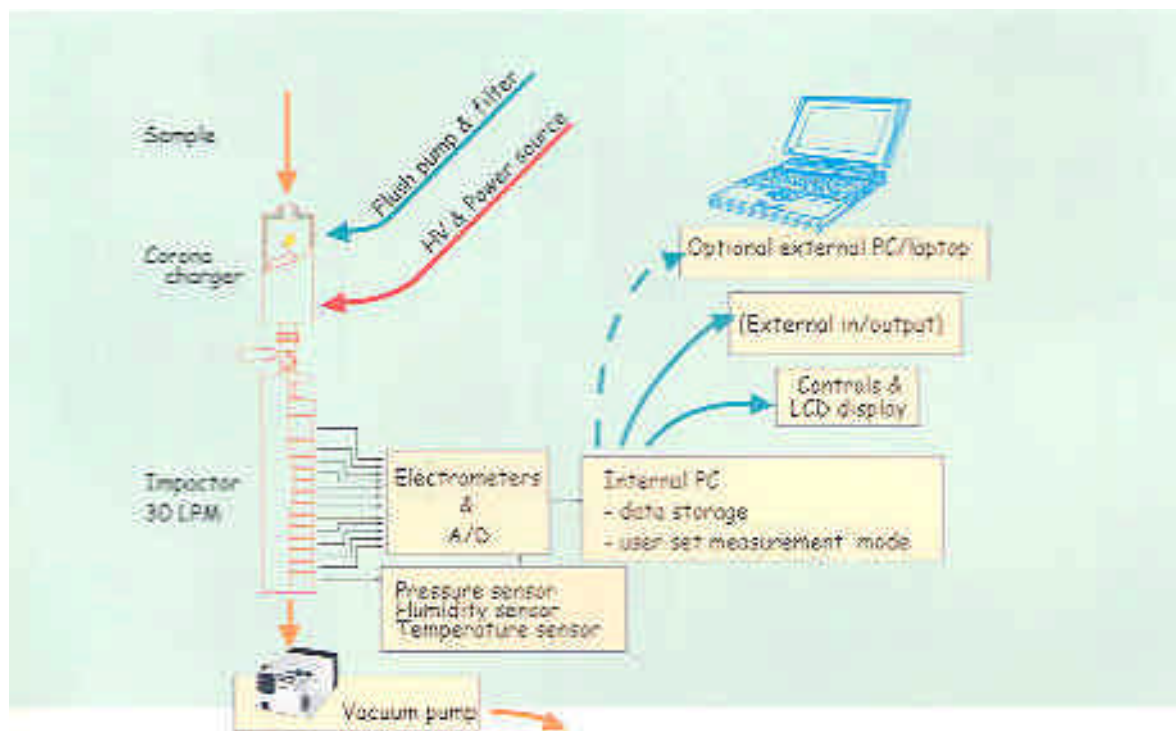 Sample
Flush pump & filter
HV & Power source
Corona
charger
Optional external PC/laptop
(External in/output)
Controls &
LCD display
Impactor
30 LPM
Electrometers
&
A/D
Internal PC
- data storage
- user set measurement mode
Pressure sensor
Humidity sensor
Temperature sensor
Vacuum pump